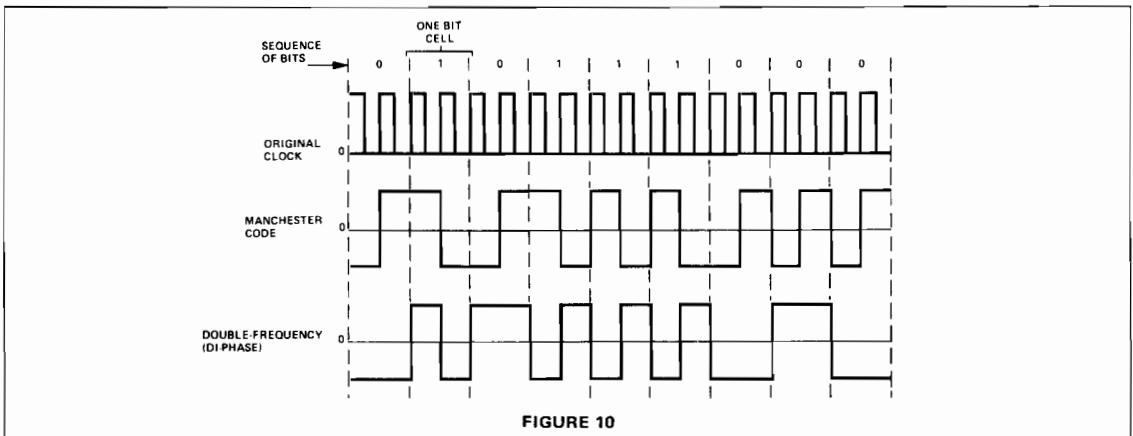 ONE BIT
CELL
SEQUENCE
OF BITS
0 1 0 1 1 1 0 0 0
ORIGINAL
CLOCK
0
MANCHESTER
CODE
0
DOUBLE-FREQUENCY
(DI-PHASE)
0
FIGURE 10